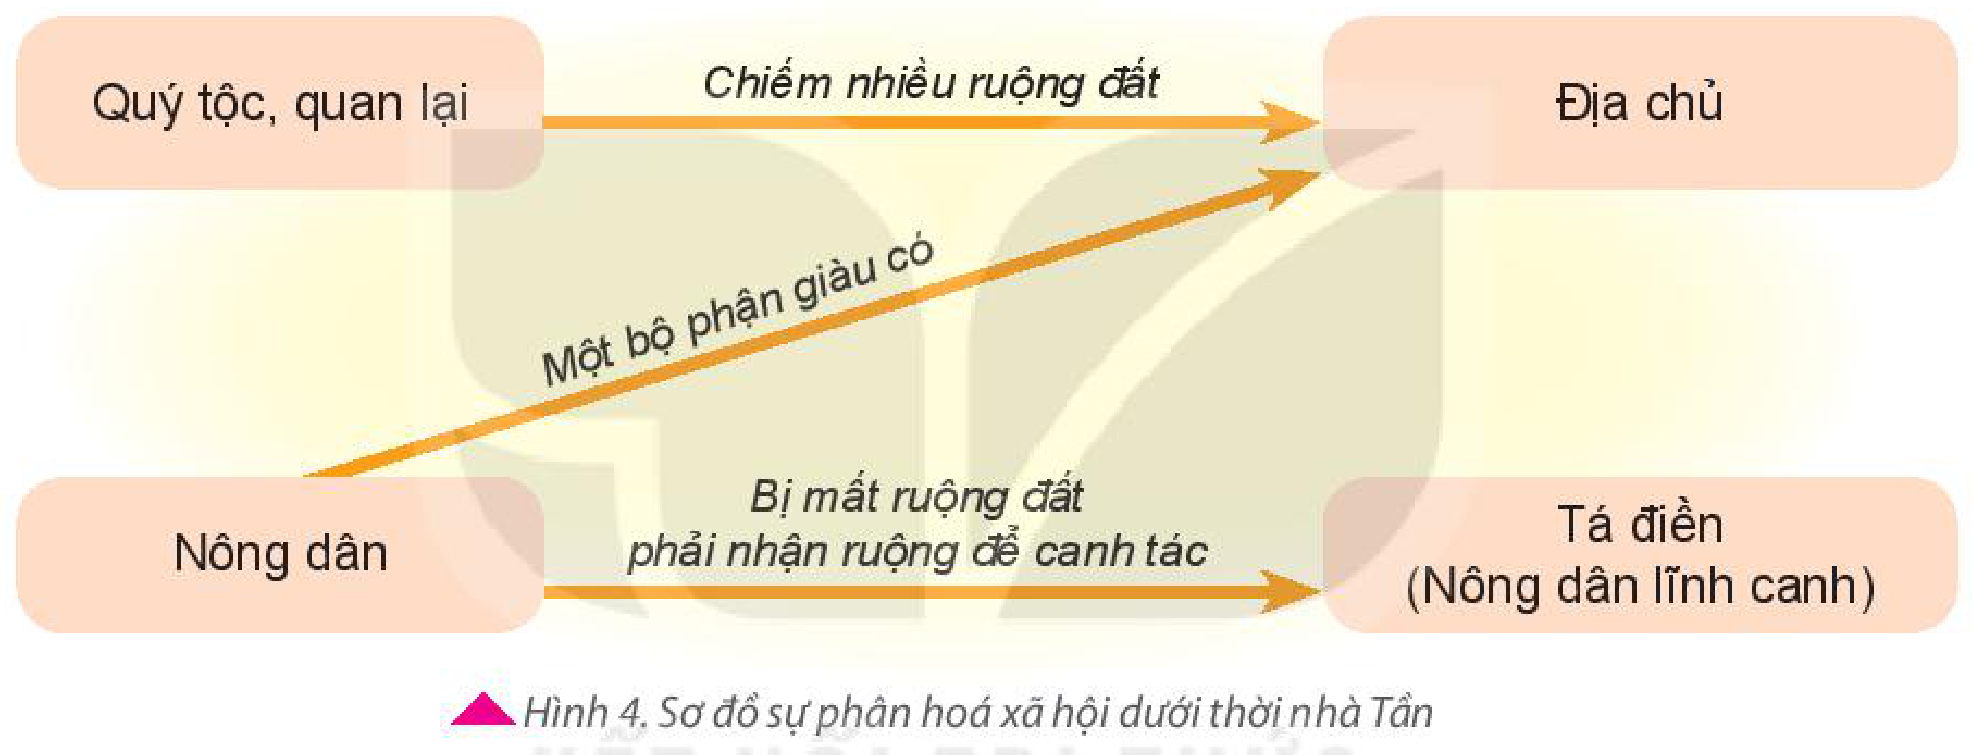 Quý tộc, quan lại
Chiếm nhiều ruộng đất
Địa chủ
Một bộ phận giàu có
Nông dân
Bị mất ruộng đất
phải nhận ruộng để canh tác
Tá điền
(Nông dân lĩnh canh)
Hình 4. Sơ đồ sự phân hoá xã hội dưới thời nhà Tần